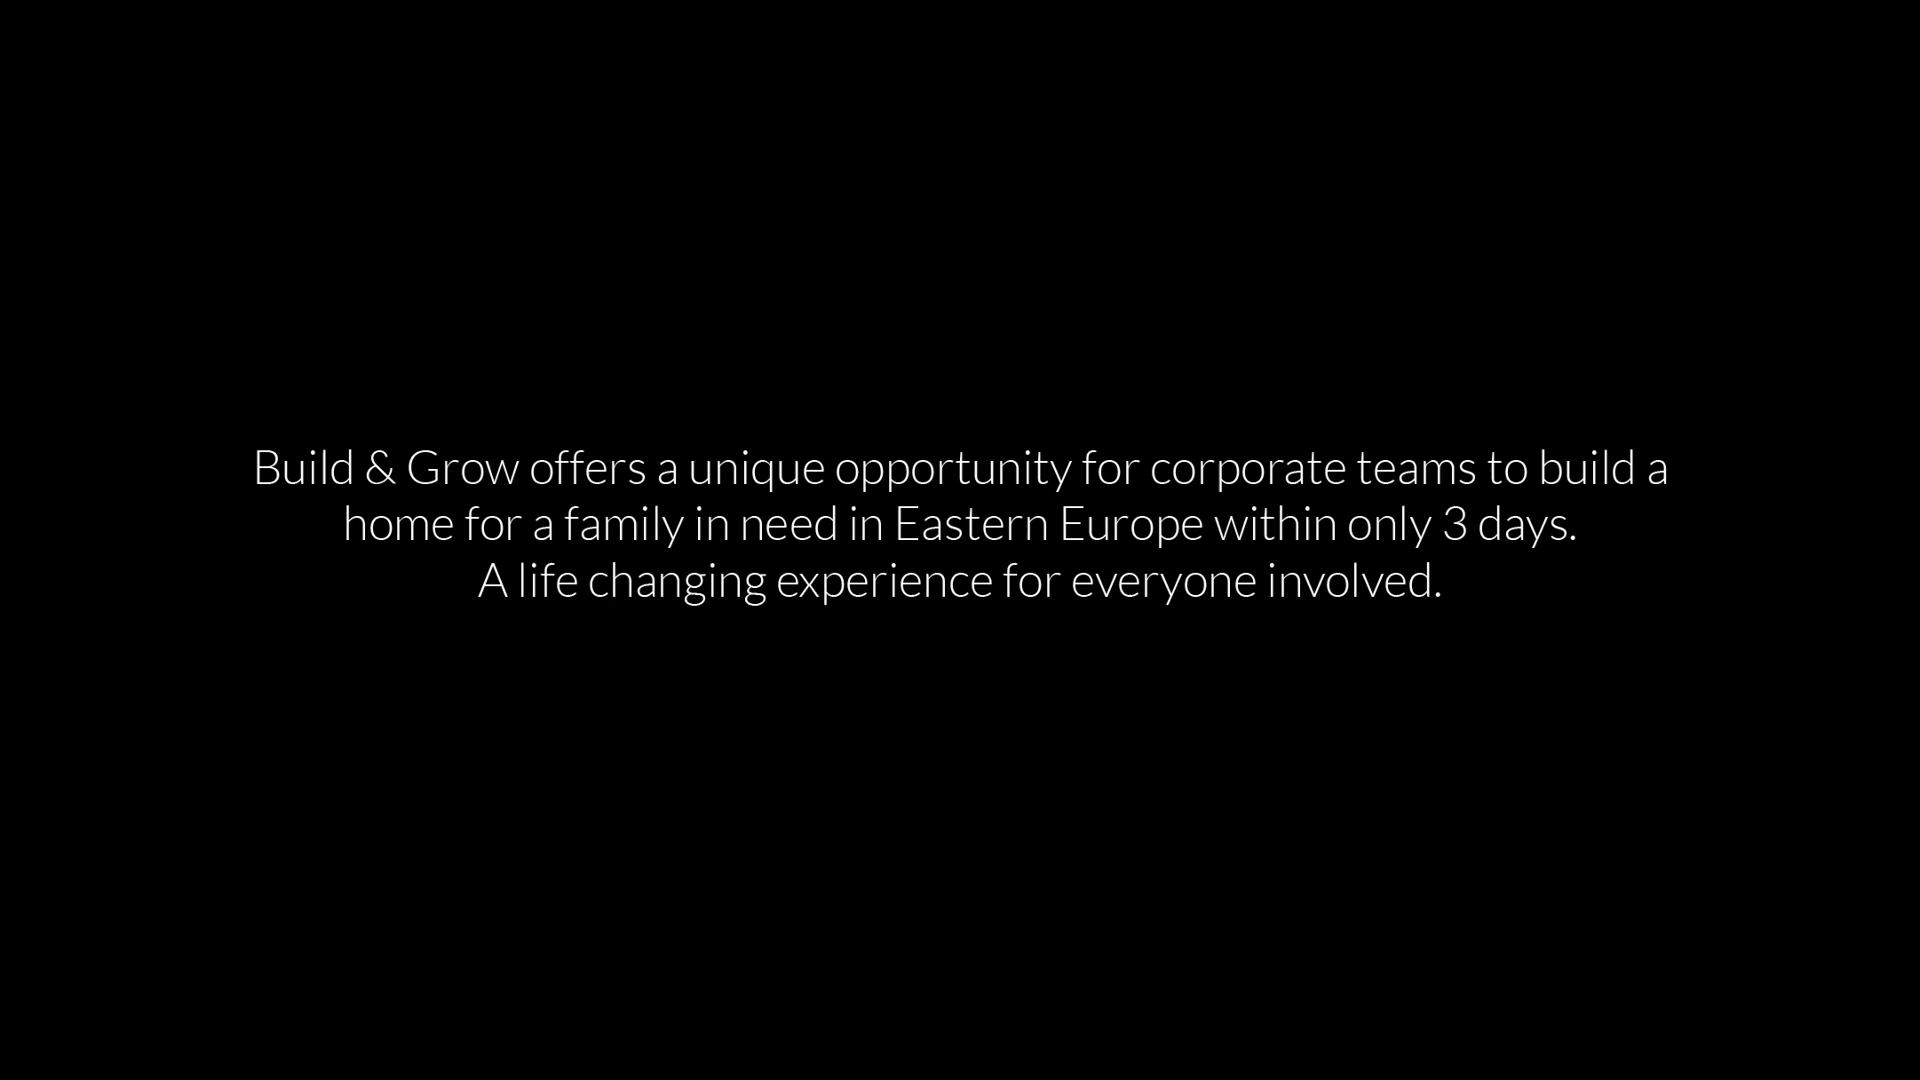 Build & Grow offers a unique opportunity for corporate teams to build a
home for a family in need in Eastern Europe within only 3 days.
A life changing experience for everyone involved.